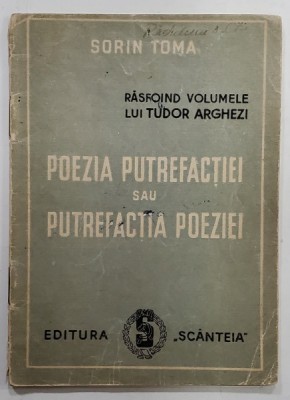 SORIN TOMA
RĂSFOIND VOLUMELE
LUI TUDOR ARGHEZI
POEZIA PUTREFACȚIEI
SAU
PUTREFACȚIA POEZIEI
EDITURA „SCÂNTEIA"